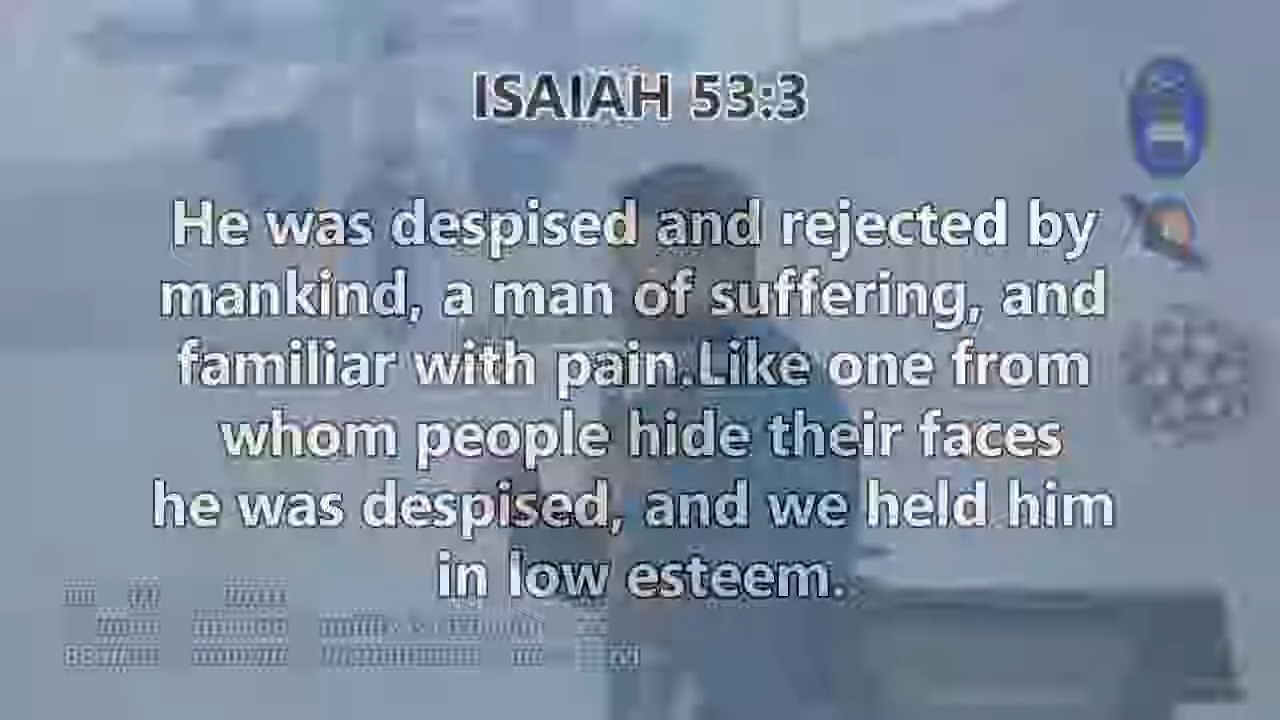 ISAIAH 53:3
He was despised and rejected by
mankind, a man of suffering, and
familiar with pain.Like one from
whom people hide their faces
he was despised, and we held him
in low esteem.